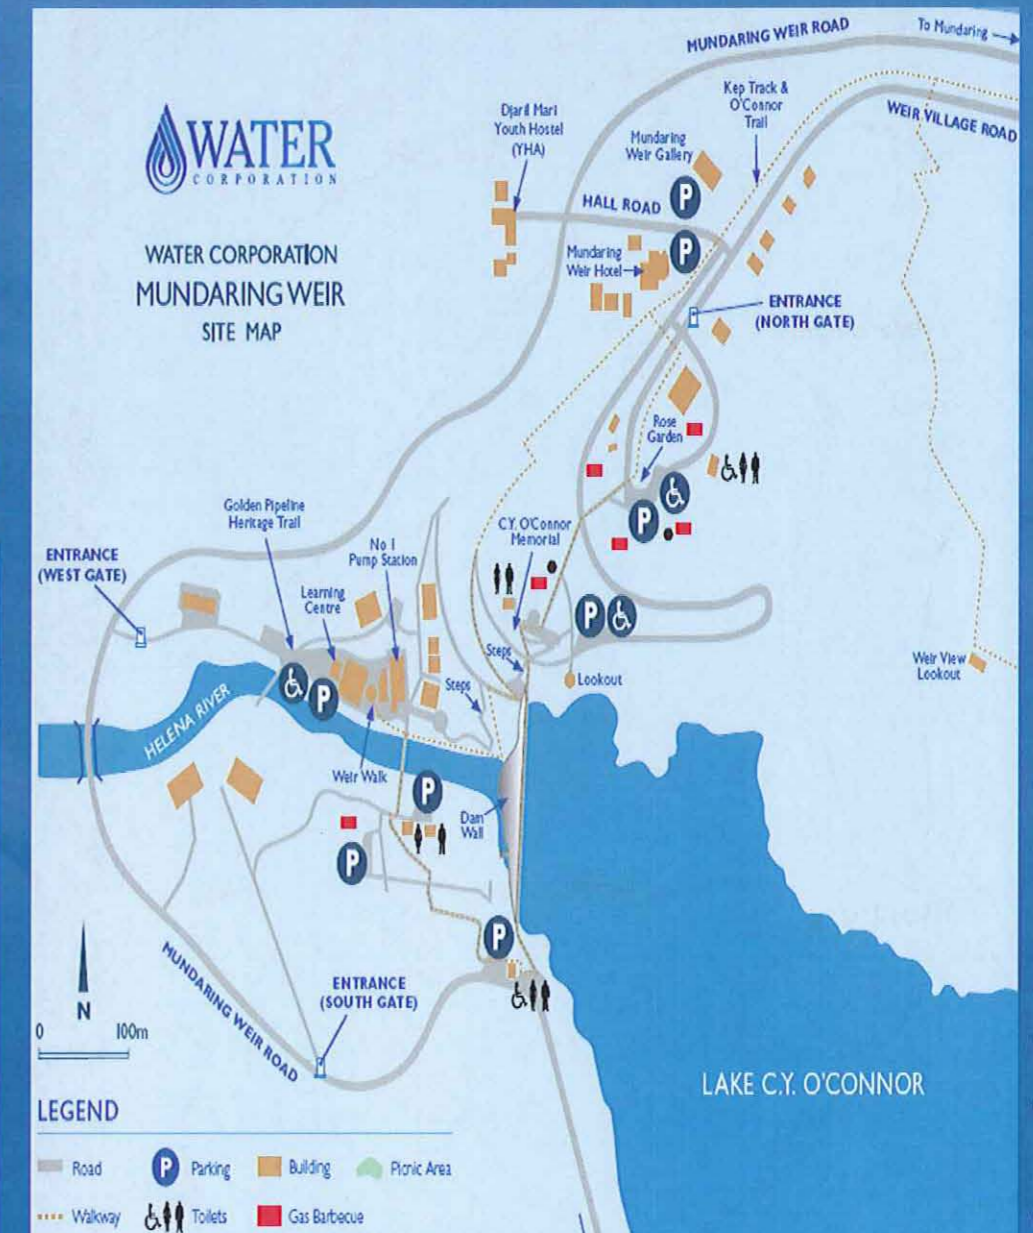 WATER
CORPORATION
WATER CORPORATION
MUNDARING WEIR
SITE MAP
MUNDARING WEIR ROAD
To Mundaring
Kep Track &
O'Connor
Trail
WEIR VILLAGE ROAD
Djaril Mari
Youth Hostel
(YHA)
Mundaring
Weir Gallery
P
HALL ROAD
P
Mundaring
Weir Hotel
ENTRANCE
(NORTH GATE)
Rose
Garden
P
Golden Pipeline
Heritage Trail
C.Y. O'Connor
Memorial
No 1
Pump Station
ENTRANCE
(WEST GATE)
Learning
Centre
P
Steps
Lookout
Weir View
Lookout
Steps
P
HELENA RIVER
Weir Walk
P
Dam
Wall
P
P
MUNDARING WEIR ROAD
ENTRANCE
(SOUTH GATE)
N
0 100m
LAKE C.Y. O'CONNOR
LEGEND
Road
P Parking
Building
Picnic Area
Walkway
Toilets
Gas Barbecue